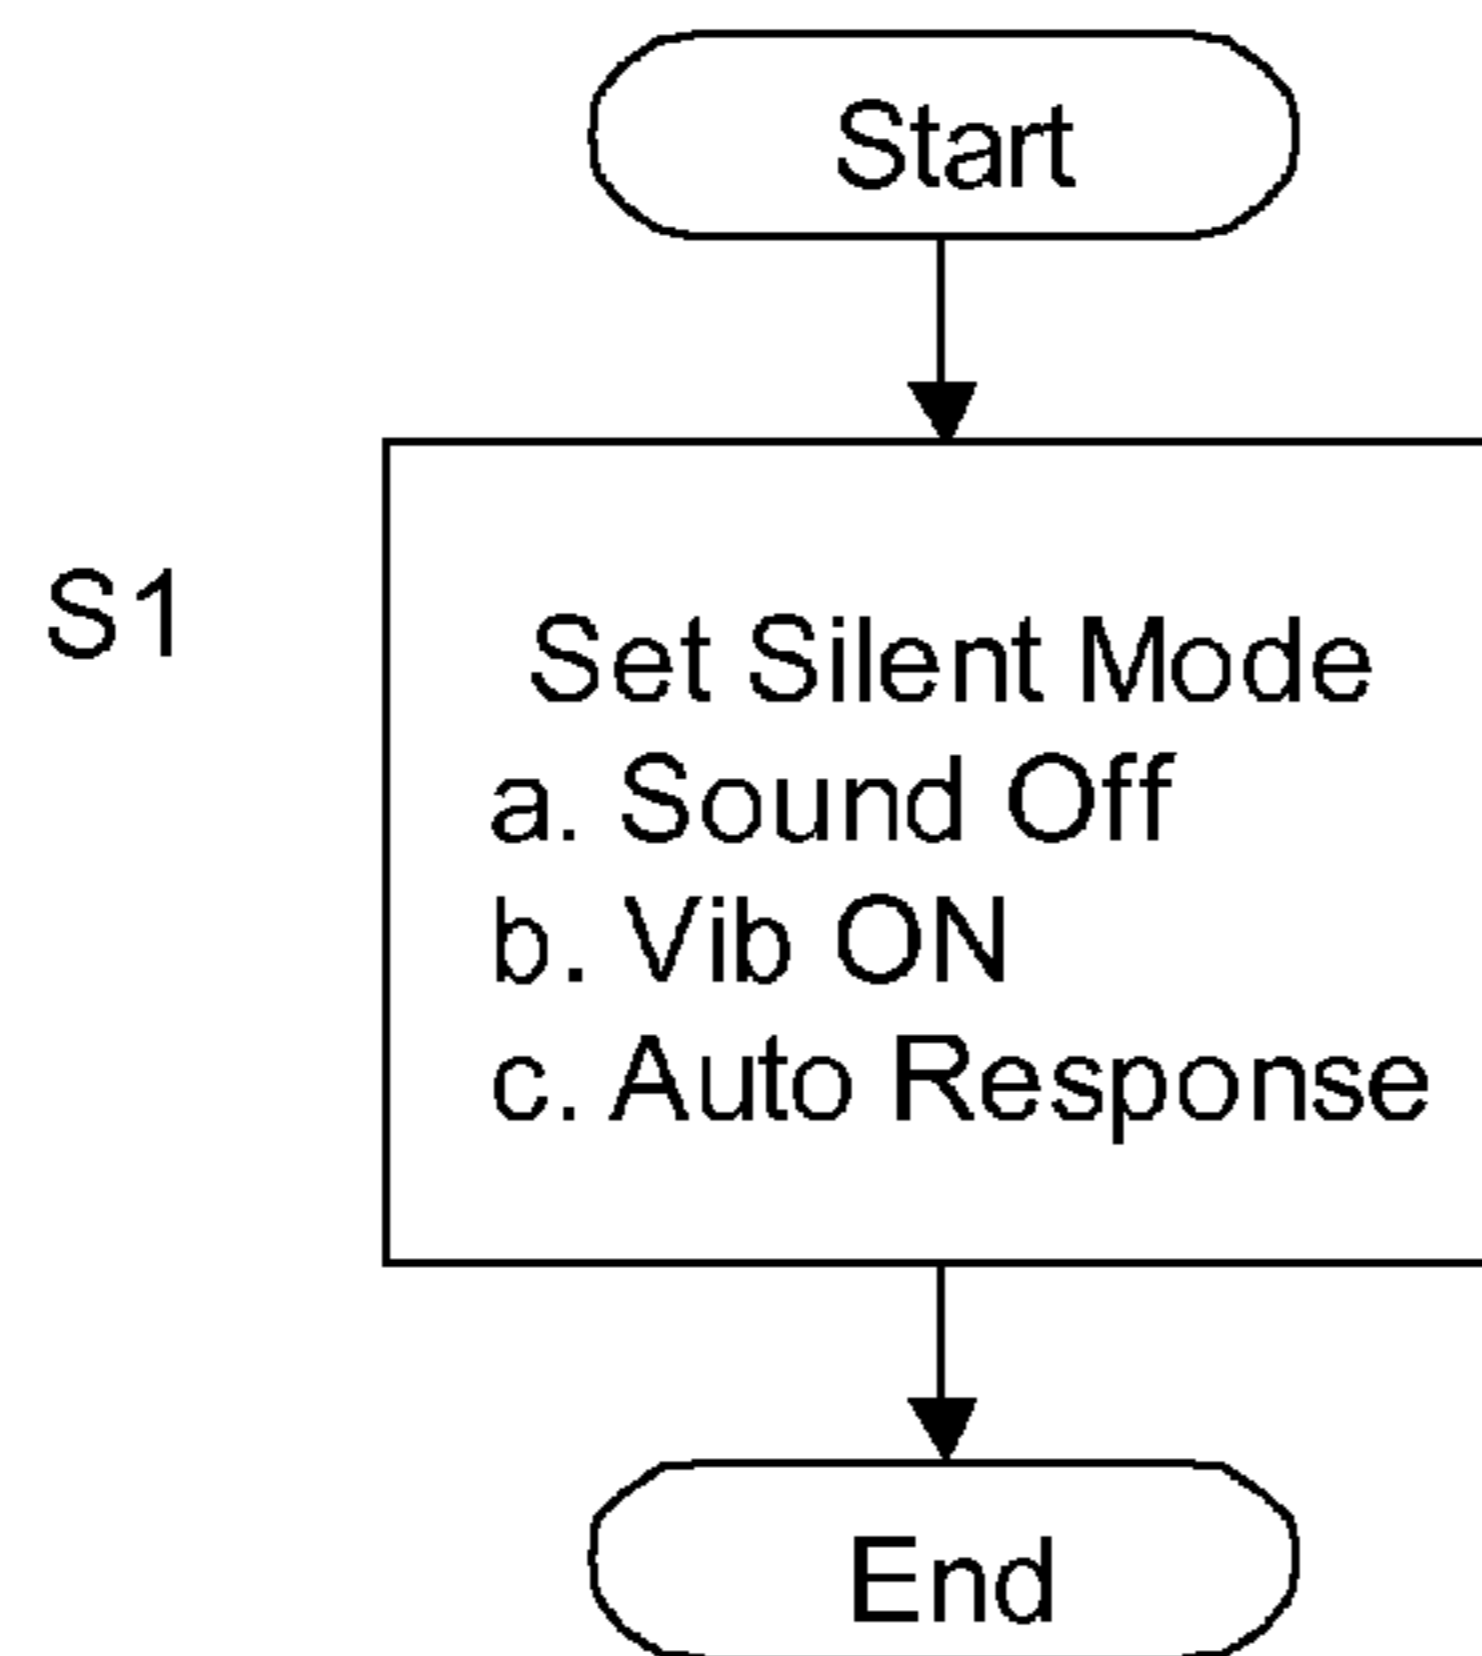 Start
S1
Set Silent Mode
a. Sound Off
b. Vib ON
c. Auto Response
End